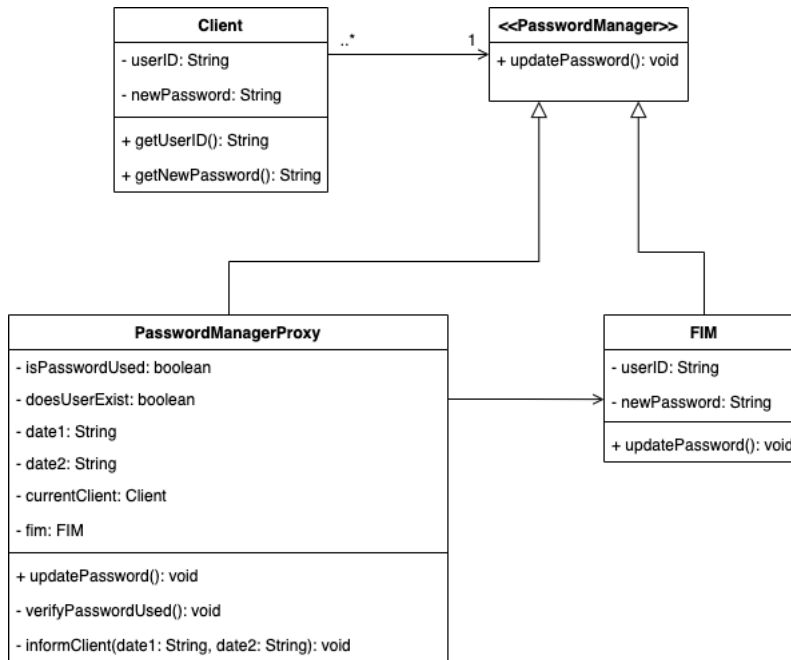 Client
- userID: String
- newPassword: String
+ getUserID(): String
+ getNewPassword(): String
..*
1
<<PasswordManager>>
+ updatePassword(): void
PasswordManagerProxy
- isPasswordUsed: boolean
- doesUserExist: boolean
- date1: String
- date2: String
- currentClient: Client
- fim: FIM
+ updatePassword(): void
- verifyPasswordUsed(): void
- informClient(date1: String, date2: String): void
FIM
- userID: String
- newPassword: String
+ updatePassword(): void